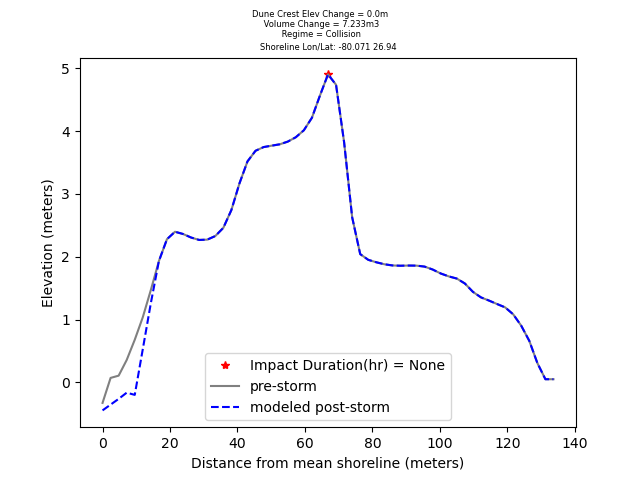 Dune Crest Elev Change = 0.0m
Volume Change = 7.233m3
Regime = Collision
Shoreline Lon/Lat: -80.071 26.94
5
4
3
2
1
0
Elevation (meters)
Impact Duration(hr) = None
pre-storm
modeled post-storm
0 20 40 60 80 100 120 140
Distance from mean shoreline (meters)